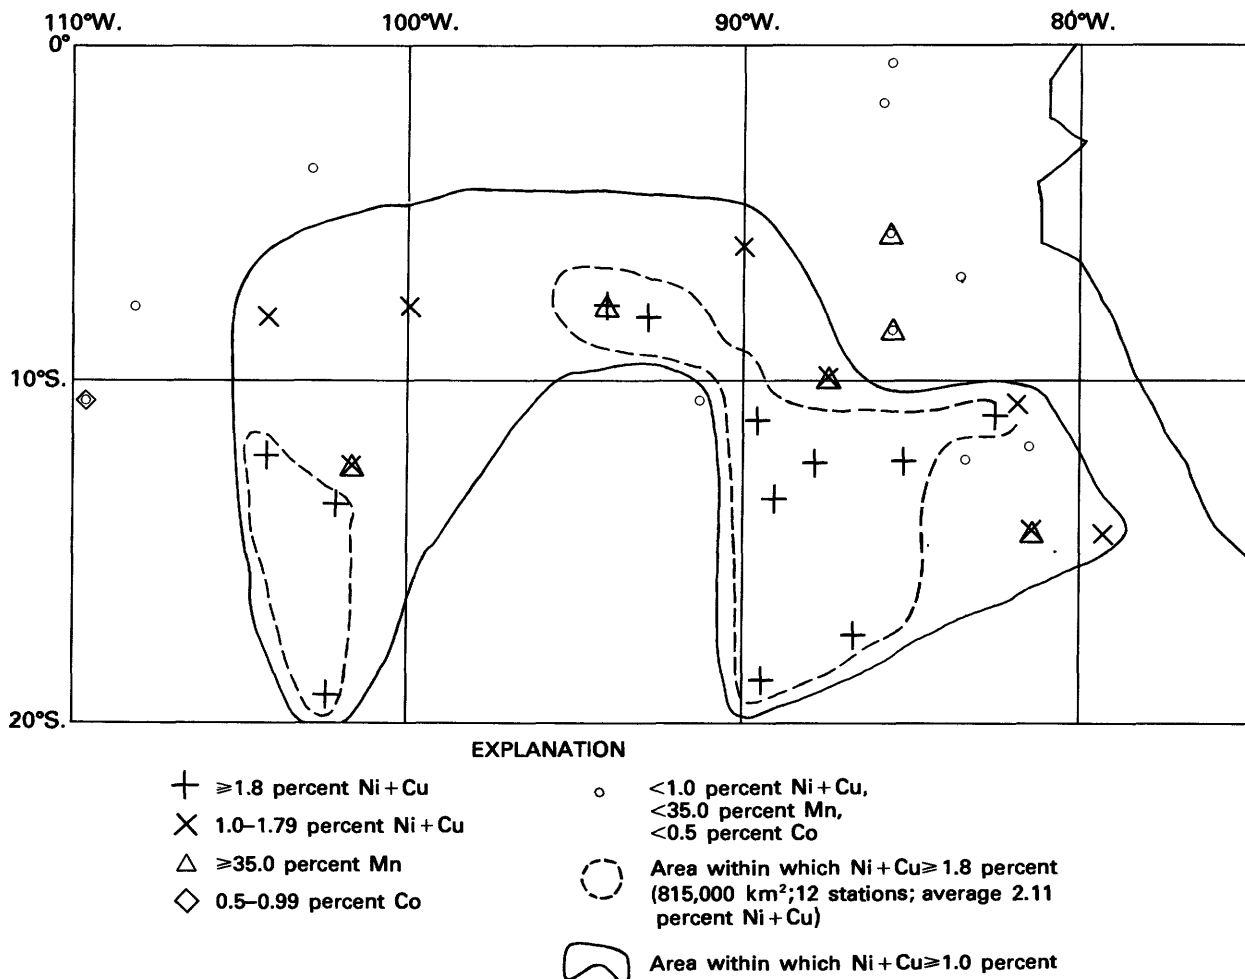 110°W. 100°W. 90°W. 80°W.
0°
10°S.
20°S.
EXPLANATION
≥1.8 percent Ni+Cu
1.0–1.79 percent Ni+Cu
≥35.0 percent Mn
0.5–0.99 percent Co
<1.0 percent Ni+Cu,
<35.0 percent Mn,
<0.5 percent Co
Area within which Ni+Cu≥1.8 percent
(815,000 km²;12 stations; average 2.11
percent Ni+Cu)
Area within which Ni+Cu≥1.0 percent